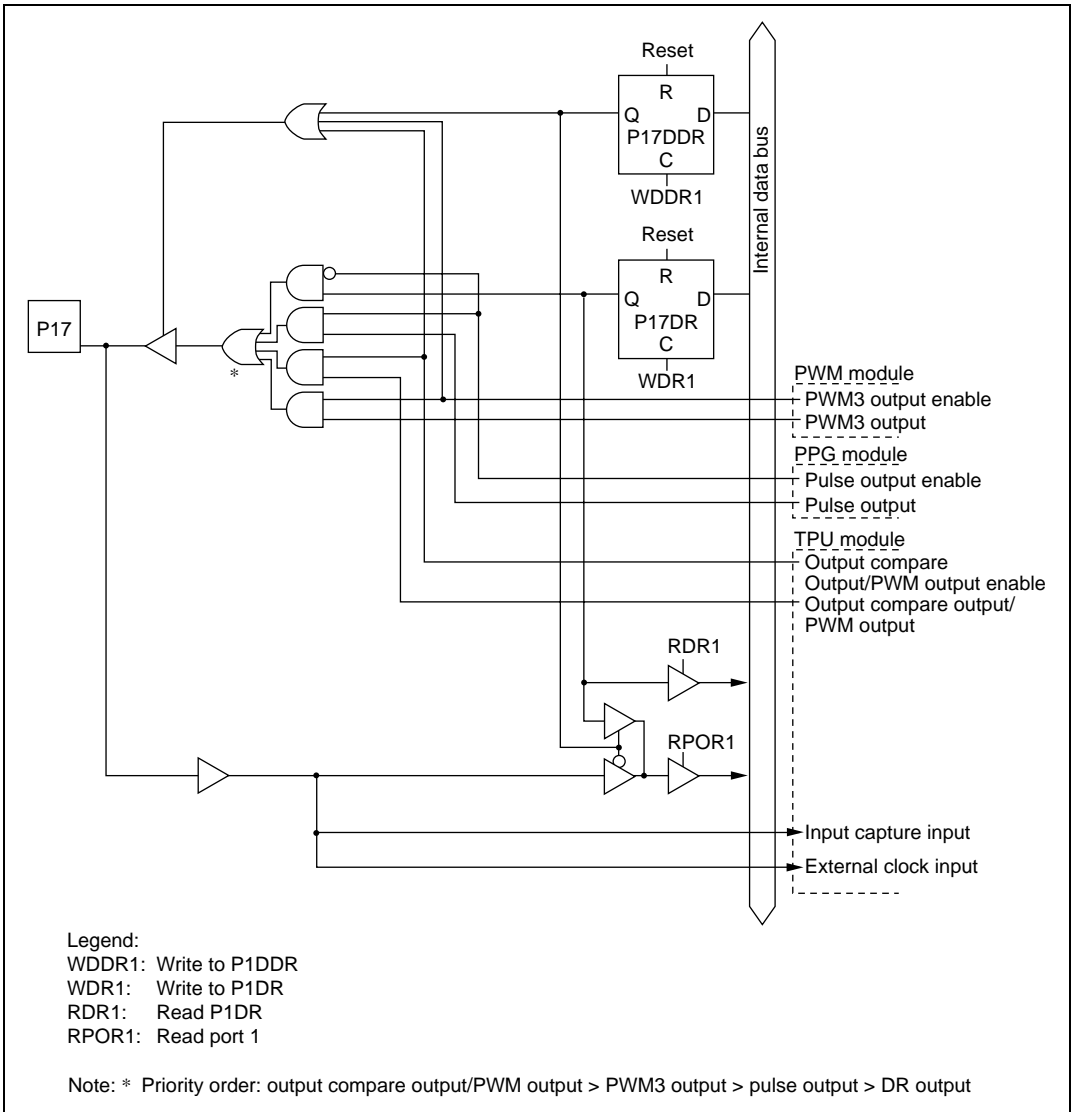 Reset
R
Q D
P17DDR
C
WDDR1
Reset
R
Q D
P17DR
C
WDR1
Internal data bus
P17
*
PWM module
PWM3 output enable
PWM3 output
PPG module
Pulse output enable
Pulse output
TPU module
Output compare
Output/PWM output enable
Output compare output/
PWM output
RDR1
RPOR1
Input capture input
External clock input
Legend:
WDDR1: Write to P1DDR
WDR1: Write to P1DR
RDR1: Read P1DR
RPOR1: Read port 1
Note: * Priority order: output compare output/PWM output > PWM3 output > pulse output > DR output